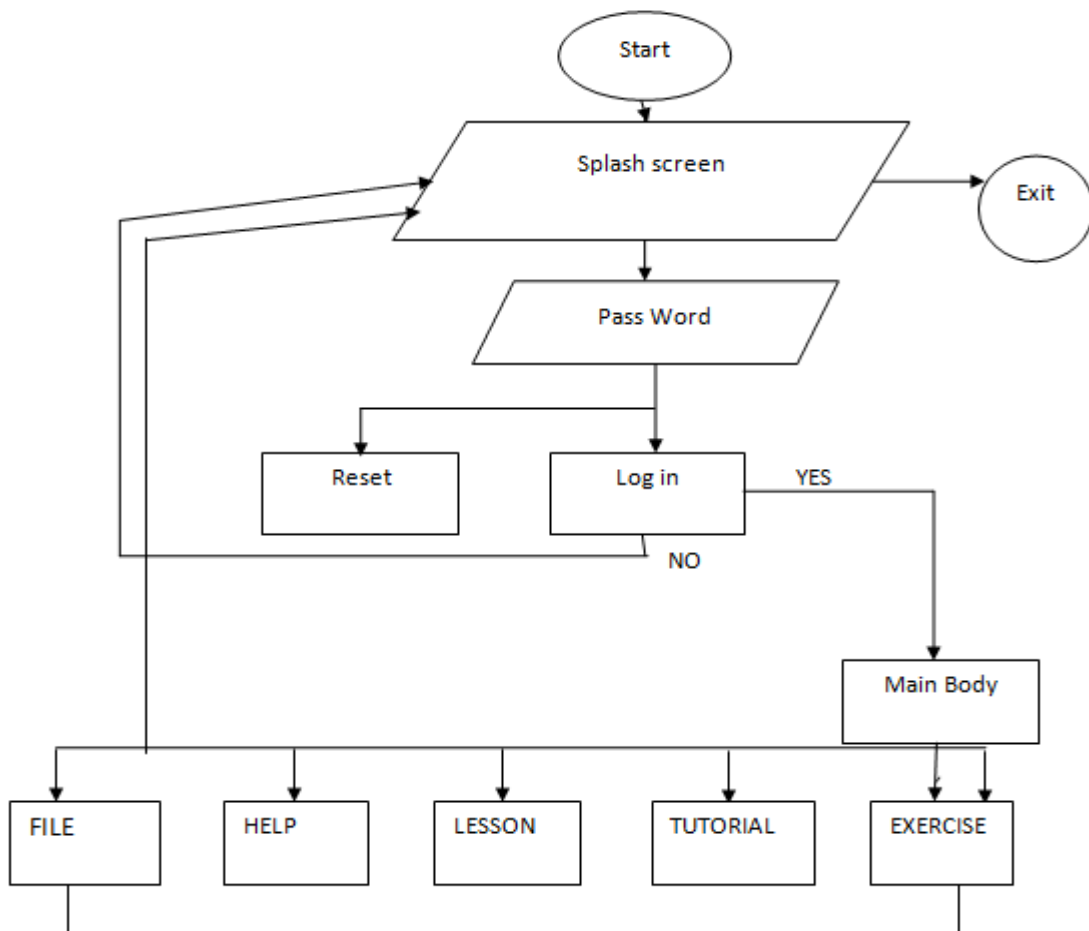 Start
Splash screen
Exit
Pass Word
Reset
Log in
YES
NO
Main Body
FILE
HELP
LESSON
TUTORIAL
EXERCISE